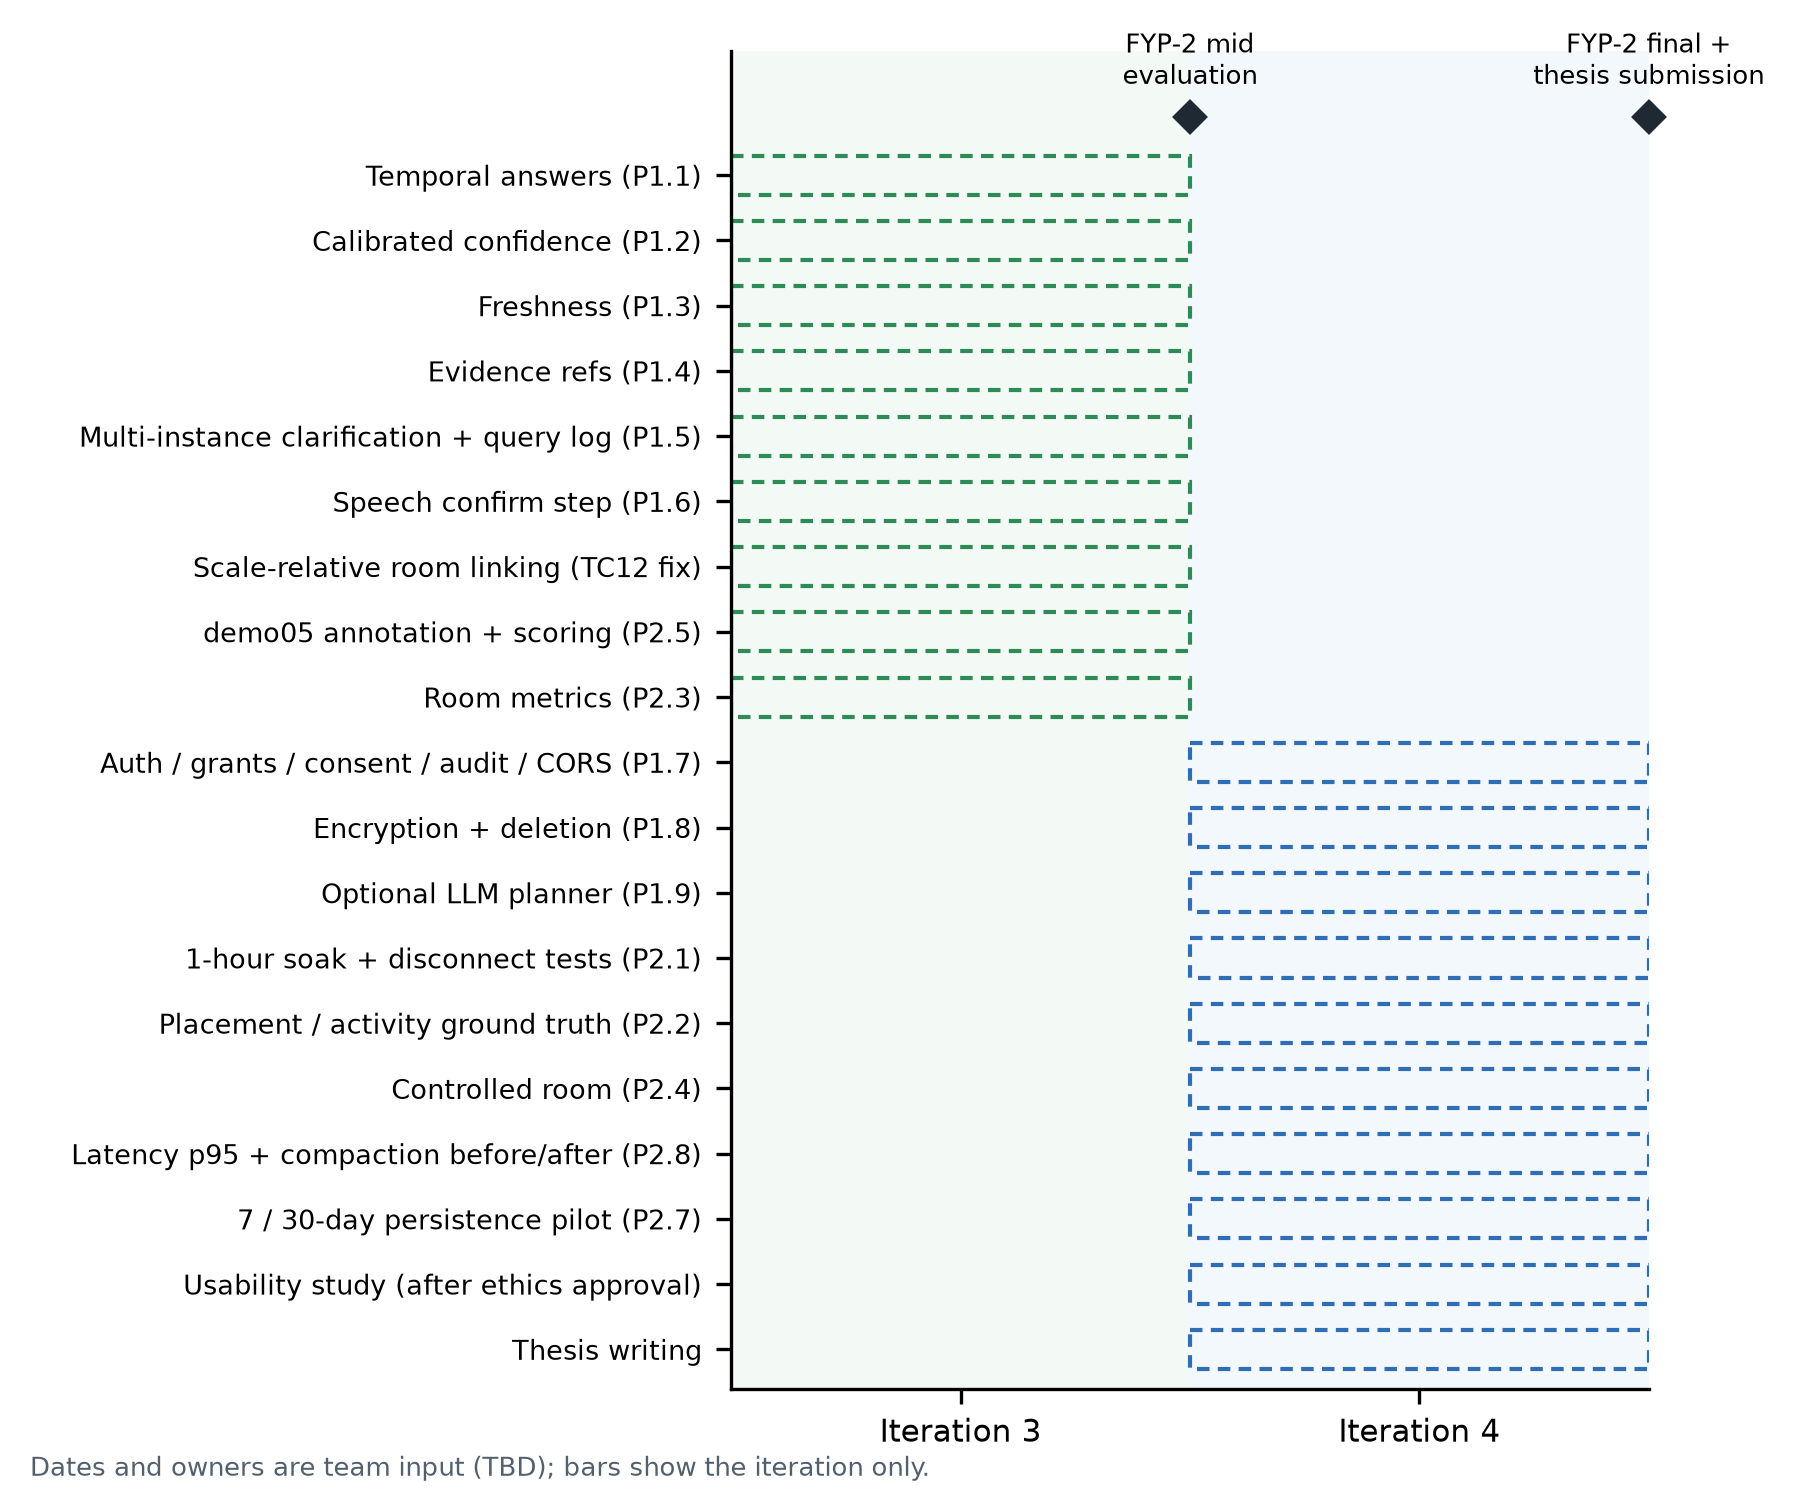 FYP-2 mid
evaluation
FYP-2 final +
thesis submission
Temporal answers (P1.1)
Calibrated confidence (P1.2)
Freshness (P1.3)
Evidence refs (P1.4)
Multi-instance clarification + query log (P1.5)
Speech confirm step (P1.6)
Scale-relative room linking (TC12 fix)
demo05 annotation + scoring (P2.5)
Room metrics (P2.3)
Auth / grants / consent / audit / CORS (P1.7)
Encryption + deletion (P1.8)
Optional LLM planner (P1.9)
1-hour soak + disconnect tests (P2.1)
Placement / activity ground truth (P2.2)
Controlled room (P2.4)
Latency p95 + compaction before/after (P2.8)
7 / 30-day persistence pilot (P2.7)
Usability study (after ethics approval)
Thesis writing
Iteration 3
Iteration 4
Dates and owners are team input (TBD); bars show the iteration only.